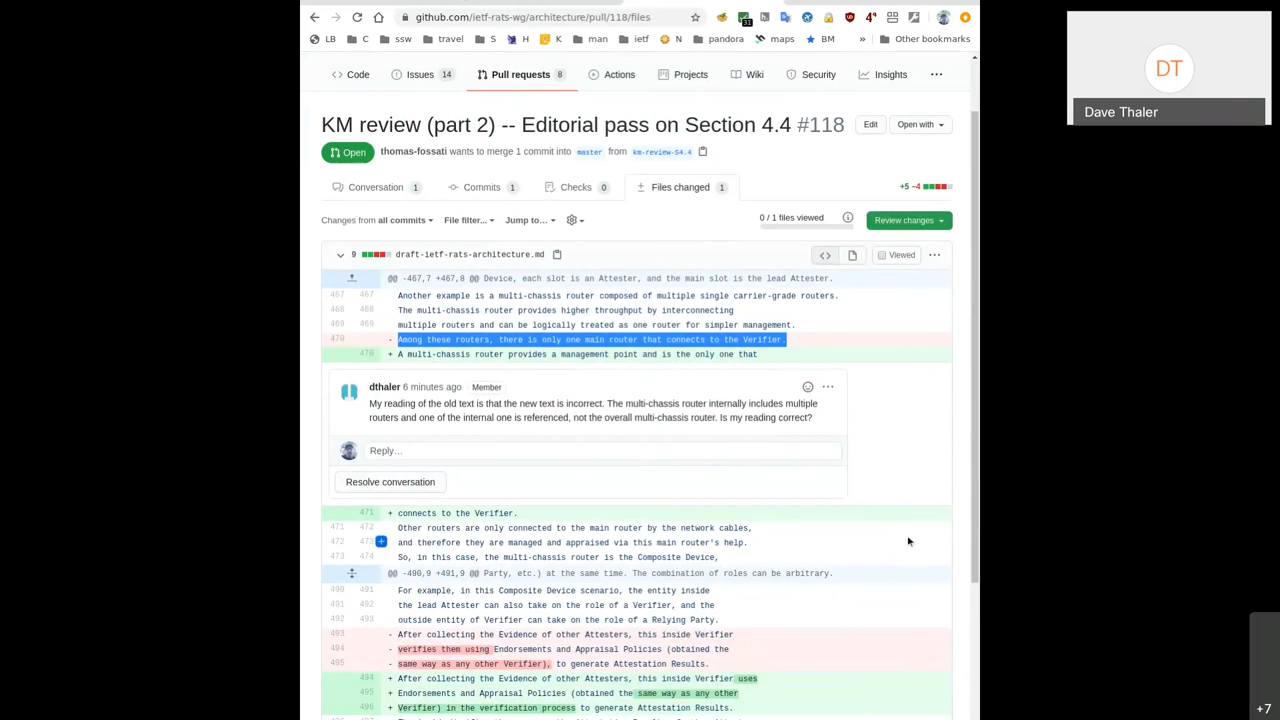 github.com/ietf-rats-wg/architecture/pull/118/files
31
4"
LB C ssw travel S H K man ietf N pandora maps BM » Other bookmarks
Code Issues 14 Pull requests 8 Actions Projects Wiki Security Insights
KM review (part 2) -- Editorial pass on Section 4.4 #118 Edit Open with
Open thomas-fossati wants to merge 1 commit into master from km-review-S4.4
Conversation 1 Commits 1 Checks 0 Files changed 1 +5 −4
Changes from all commits File filter... Jump to... 0 / 1 files viewed Review changes
9 draft-ietf-rats-architecture.md Viewed
@@ -467,7 +467,8 @@ Device, each slot is an Attester, and the main slot is the lead Attester.
467 467 Another example is a multi-chassis router composed of multiple single carrier-grade routers.
468 468 The multi-chassis router provides higher throughput by interconnecting
469 469 multiple routers and can be logically treated as one router for simpler management.
470 - Among these routers, there is only one main router that connects to the Verifier.
470 + A multi-chassis router provides a management point and is the only one that
dthaler 6 minutes ago Member
My reading of the old text is that the new text is incorrect. The multi-chassis router internally includes multiple
routers and one of the internal one is referenced, not the overall multi-chassis router. Is my reading correct?
Reply...
Resolve conversation
471 + connects to the Verifier.
471 472 Other routers are only connected to the main router by the network cables,
472 473 and therefore they are managed and appraised via this main router's help.
473 474 So, in this case, the multi-chassis router is the Composite Device,
@@ -490,9 +491,9 @@ Party, etc.) at the same time. The combination of roles can be arbitrary.
490 491 For example, in this Composite Device scenario, the entity inside
491 492 the lead Attester can also take on the role of a Verifier, and the
492 493 outside entity of Verifier can take on the role of a Relying Party.
493 - After collecting the Evidence of other Attesters, this inside Verifier
494 - verifies them using Endorsements and Appraisal Policies (obtained the
495 - same way as any other Verifier), to generate Attestation Results.
494 + After collecting the Evidence of other Attesters, this inside Verifier uses
495 + Endorsements and Appraisal Policies (obtained the same way as any other
496 + Verifier) in the verification process to generate Attestation Results.
DT
Dave Thaler
+7